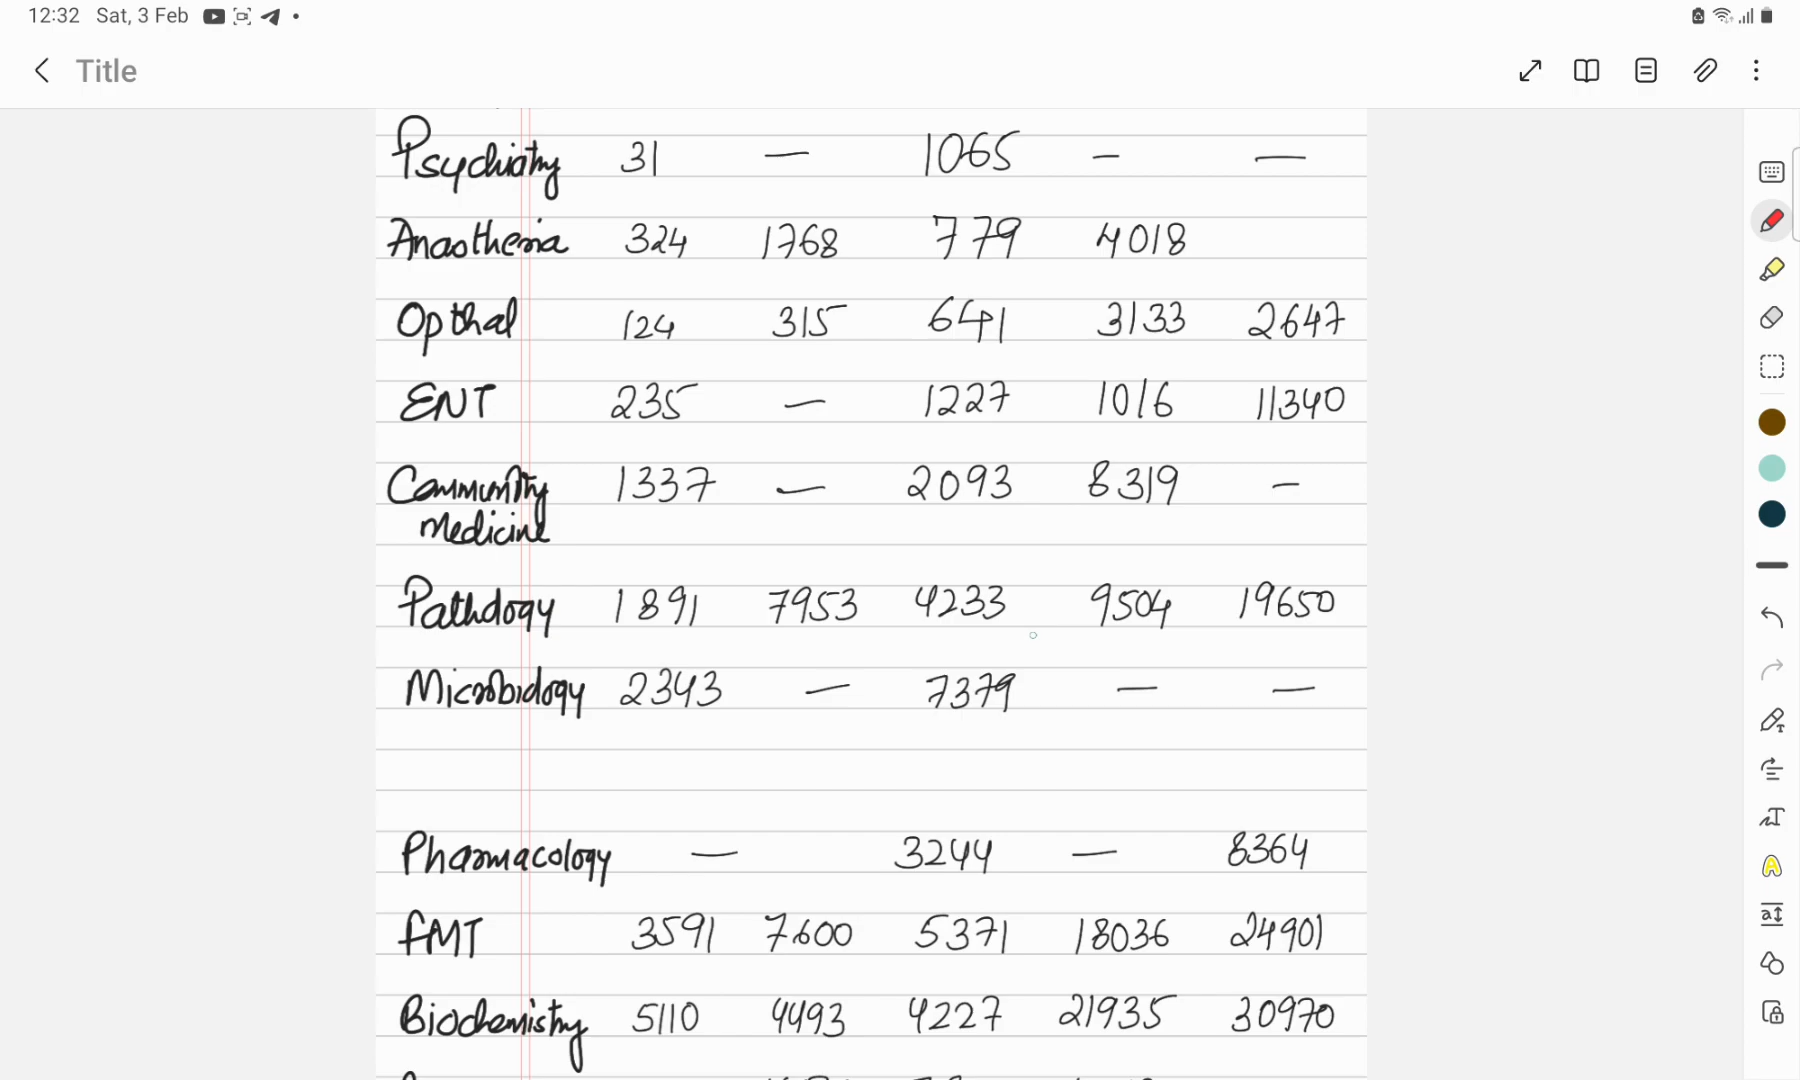 12:32 Sat, 3 Feb
Title
Psychiatry 31 — 1065 — —
Anaesthesia 324 1768 779 4018
Opthal 124 315 641 3133 2647
ENT 235 — 1227 1016 11340
Community 1337 — 2093 8319 —
medicine
Pathology 1891 7953 4233 9504 19650
Microbiology 2343 — 7379 — —
Pharmacology — 3244 — 8364
FMT 3591 7600 5371 18036 24901
Biochemistry 5110 4493 4227 21935 30970